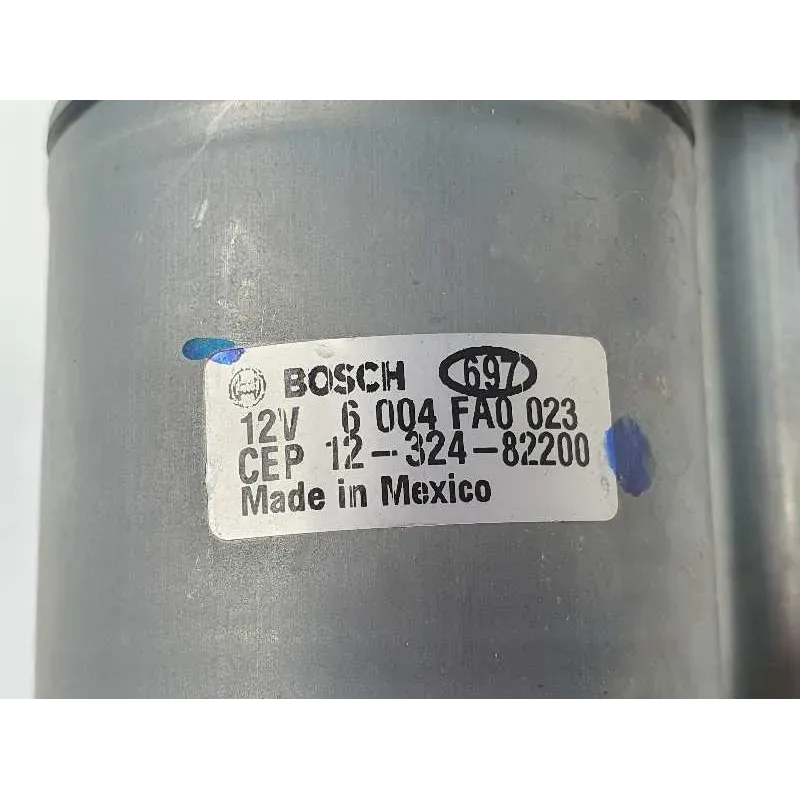 BOSCH 697
12V 6 004 FA0 023
CEP 12-324-82200
Made in Mexico